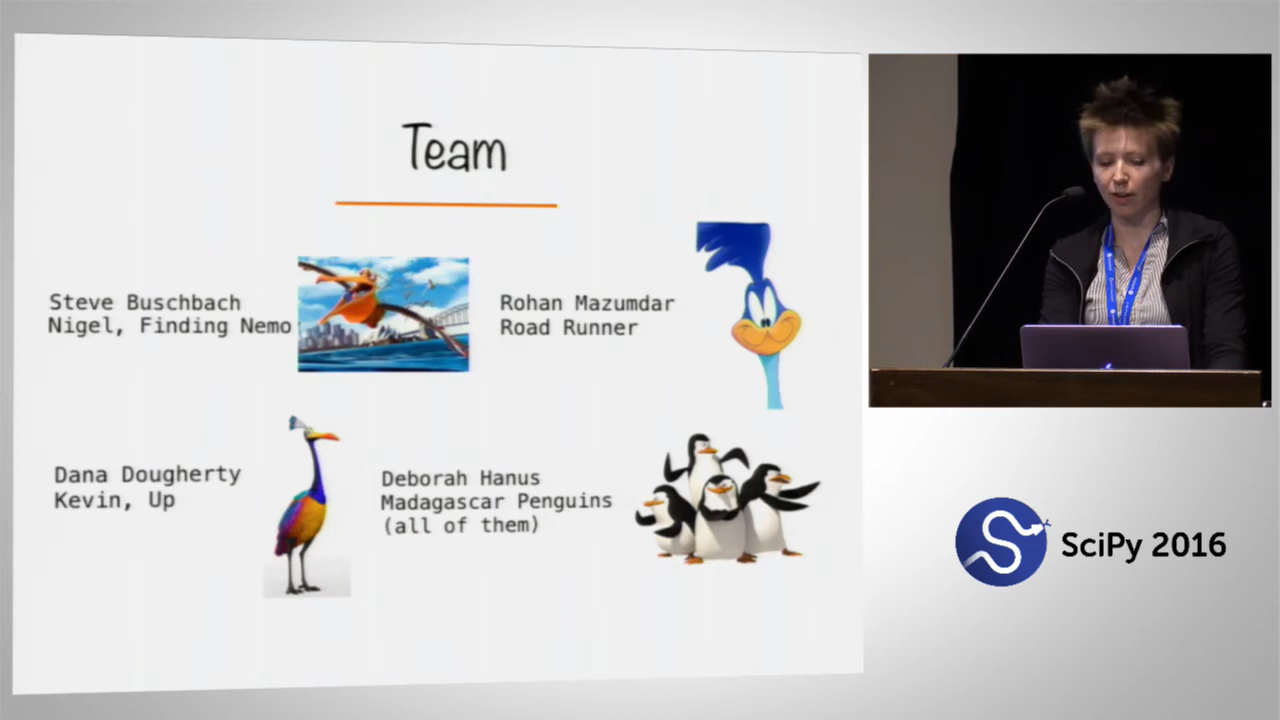 Team
Steve Buschbach
Nigel, Finding Nemo
Rohan Mazumdar
Road Runner
Dana Dougherty
Kevin, Up
Deborah Hanus
Madagascar Penguins
(all of them)
SciPy 2016